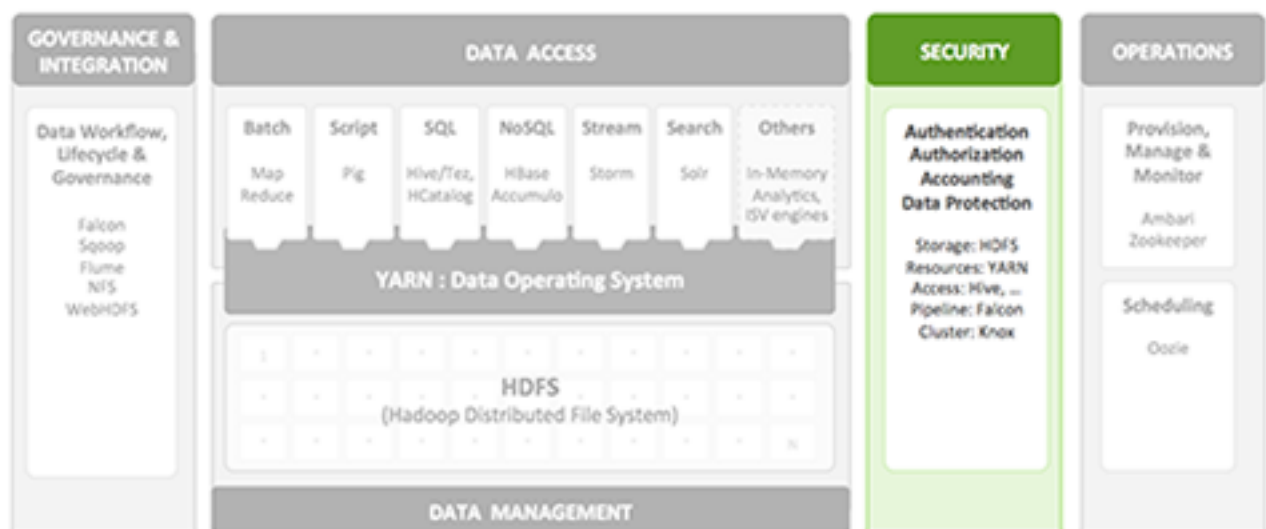 GOVERNANCE &
INTEGRATION
Data Workflow,
Lifecycle &
Governance
Falcon
Sqoop
Flume
NFS
WebHDFS
DATA ACCESS
Batch
Map
Reduce
Script
Pig
SQL
Hive/Tez,
HCatalog
NoSQL
HBase
Accumulo
Stream
Storm
Search
Solr
Others
In-Memory
Analytics,
ISV engines
YARN : Data Operating System
1
HDFS
(Hadoop Distributed File System)
N
DATA MANAGEMENT
SECURITY
Authentication
Authorization
Accounting
Data Protection
Storage: HDFS
Resources: YARN
Access: Hive, ...
Pipeline: Falcon
Cluster: Knox
OPERATIONS
Provision,
Manage &
Monitor
Ambari
Zookeeper
Scheduling
Oozie